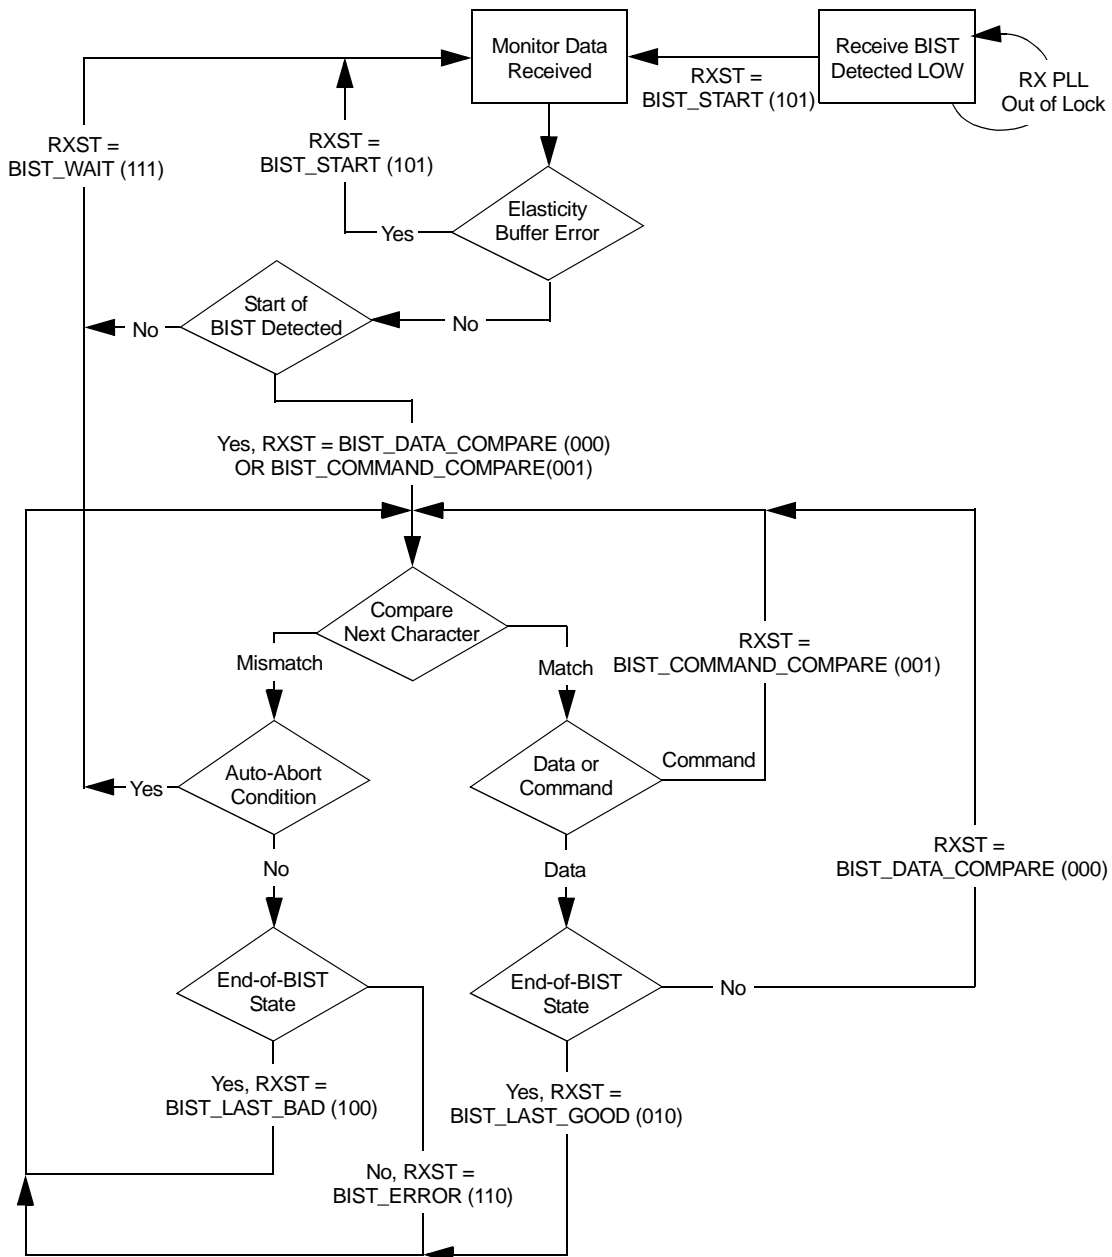 Monitor Data
Received
Receive BIST
Detected LOW
RXST =
BIST_START (101)
RX PLL
Out of Lock
RXST =
BIST_WAIT (111)
RXST =
BIST_START (101)
Elasticity
Buffer Error
Yes
Start of
BIST Detected
No
No
Yes, RXST = BIST_DATA_COMPARE (000)
OR BIST_COMMAND_COMPARE(001)
Compare
Next Character
Mismatch
Match
RXST =
BIST_COMMAND_COMPARE (001)
Auto-Abort
Condition
Yes
Data or
Command
Command
No
Data
RXST =
BIST_DATA_COMPARE (000)
End-of-BIST
State
End-of-BIST
State
No
Yes, RXST =
BIST_LAST_BAD (100)
Yes, RXST =
BIST_LAST_GOOD (010)
No, RXST =
BIST_ERROR (110)